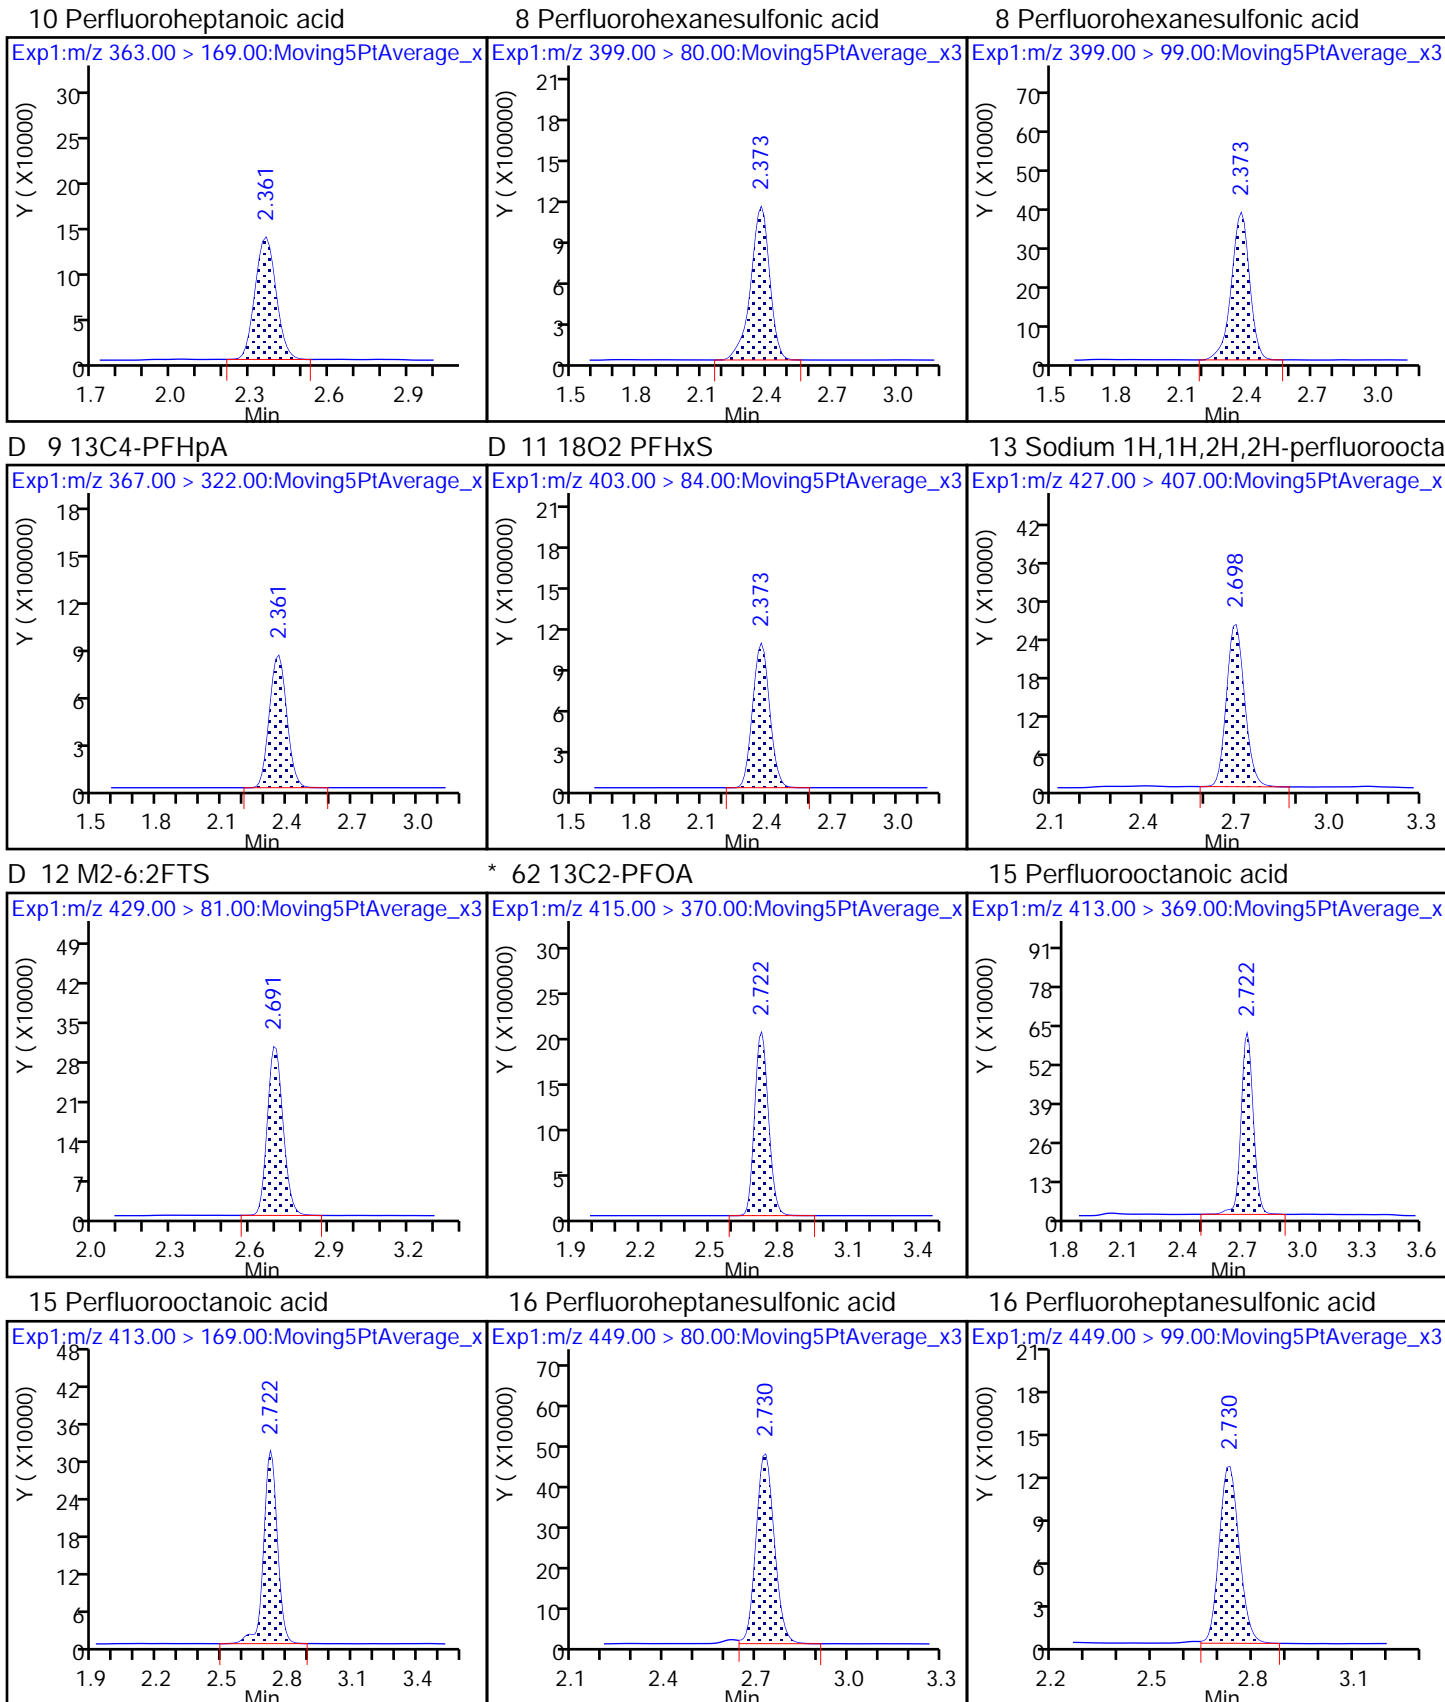 10 Perfluoroheptanoic acid
Exp1:m/z 363.00 > 169.00:Moving5PtAverage_x
Y ( X10000)
30
25
20
15
10
5
0
2.361
1.7 2.0 2.3 2.6 2.9
Min
8 Perfluorohexanesulfonic acid
Exp1:m/z 399.00 > 80.00:Moving5PtAverage_x3
Y ( X100000)
21
18
15
12
9
6
3
0
2.373
1.5 1.8 2.1 2.4 2.7 3.0
Min
8 Perfluorohexanesulfonic acid
Exp1:m/z 399.00 > 99.00:Moving5PtAverage_x3
Y ( X10000)
70
60
50
40
30
20
10
0
2.373
1.5 1.8 2.1 2.4 2.7 3.0
Min
D 9 13C4-PFHpA
Exp1:m/z 367.00 > 322.00:Moving5PtAverage_x
Y ( X100000)
18
15
12
9
6
3
0
2.361
1.5 1.8 2.1 2.4 2.7 3.0
Min
D 11 18O2 PFHxS
Exp1:m/z 403.00 > 84.00:Moving5PtAverage_x3
Y ( X100000)
21
18
15
12
9
6
3
0
2.373
1.5 1.8 2.1 2.4 2.7 3.0
Min
13 Sodium 1H,1H,2H,2H-perfluoroocta
Exp1:m/z 427.00 > 407.00:Moving5PtAverage_x
Y ( X10000)
42
36
30
24
18
12
6
0
2.698
2.1 2.4 2.7 3.0 3.3
Min
D 12 M2-6:2FTS
Exp1:m/z 429.00 > 81.00:Moving5PtAverage_x3
Y ( X10000)
49
42
35
28
21
14
7
0
2.691
2.0 2.3 2.6 2.9 3.2
Min
* 62 13C2-PFOA
Exp1:m/z 415.00 > 370.00:Moving5PtAverage_x
Y ( X100000)
30
25
20
15
10
5
0
2.722
1.9 2.2 2.5 2.8 3.1 3.4
Min
15 Perfluorooctanoic acid
Exp1:m/z 413.00 > 369.00:Moving5PtAverage_x
Y ( X10000)
91
78
65
52
39
26
13
0
2.722
1.8 2.1 2.4 2.7 3.0 3.3 3.6
Min
15 Perfluorooctanoic acid
Exp1:m/z 413.00 > 169.00:Moving5PtAverage_x
Y ( X10000)
48
42
36
30
24
18
12
6
0
2.722
1.9 2.2 2.5 2.8 3.1 3.4
Min
16 Perfluoroheptanesulfonic acid
Exp1:m/z 449.00 > 80.00:Moving5PtAverage_x3
Y ( X10000)
70
60
50
40
30
20
10
0
2.730
2.1 2.4 2.7 3.0 3.3
Min
16 Perfluoroheptanesulfonic acid
Exp1:m/z 449.00 > 99.00:Moving5PtAverage_x3
Y ( X10000)
21
18
15
12
9
6
3
0
2.730
2.2 2.5 2.8 3.1
Min